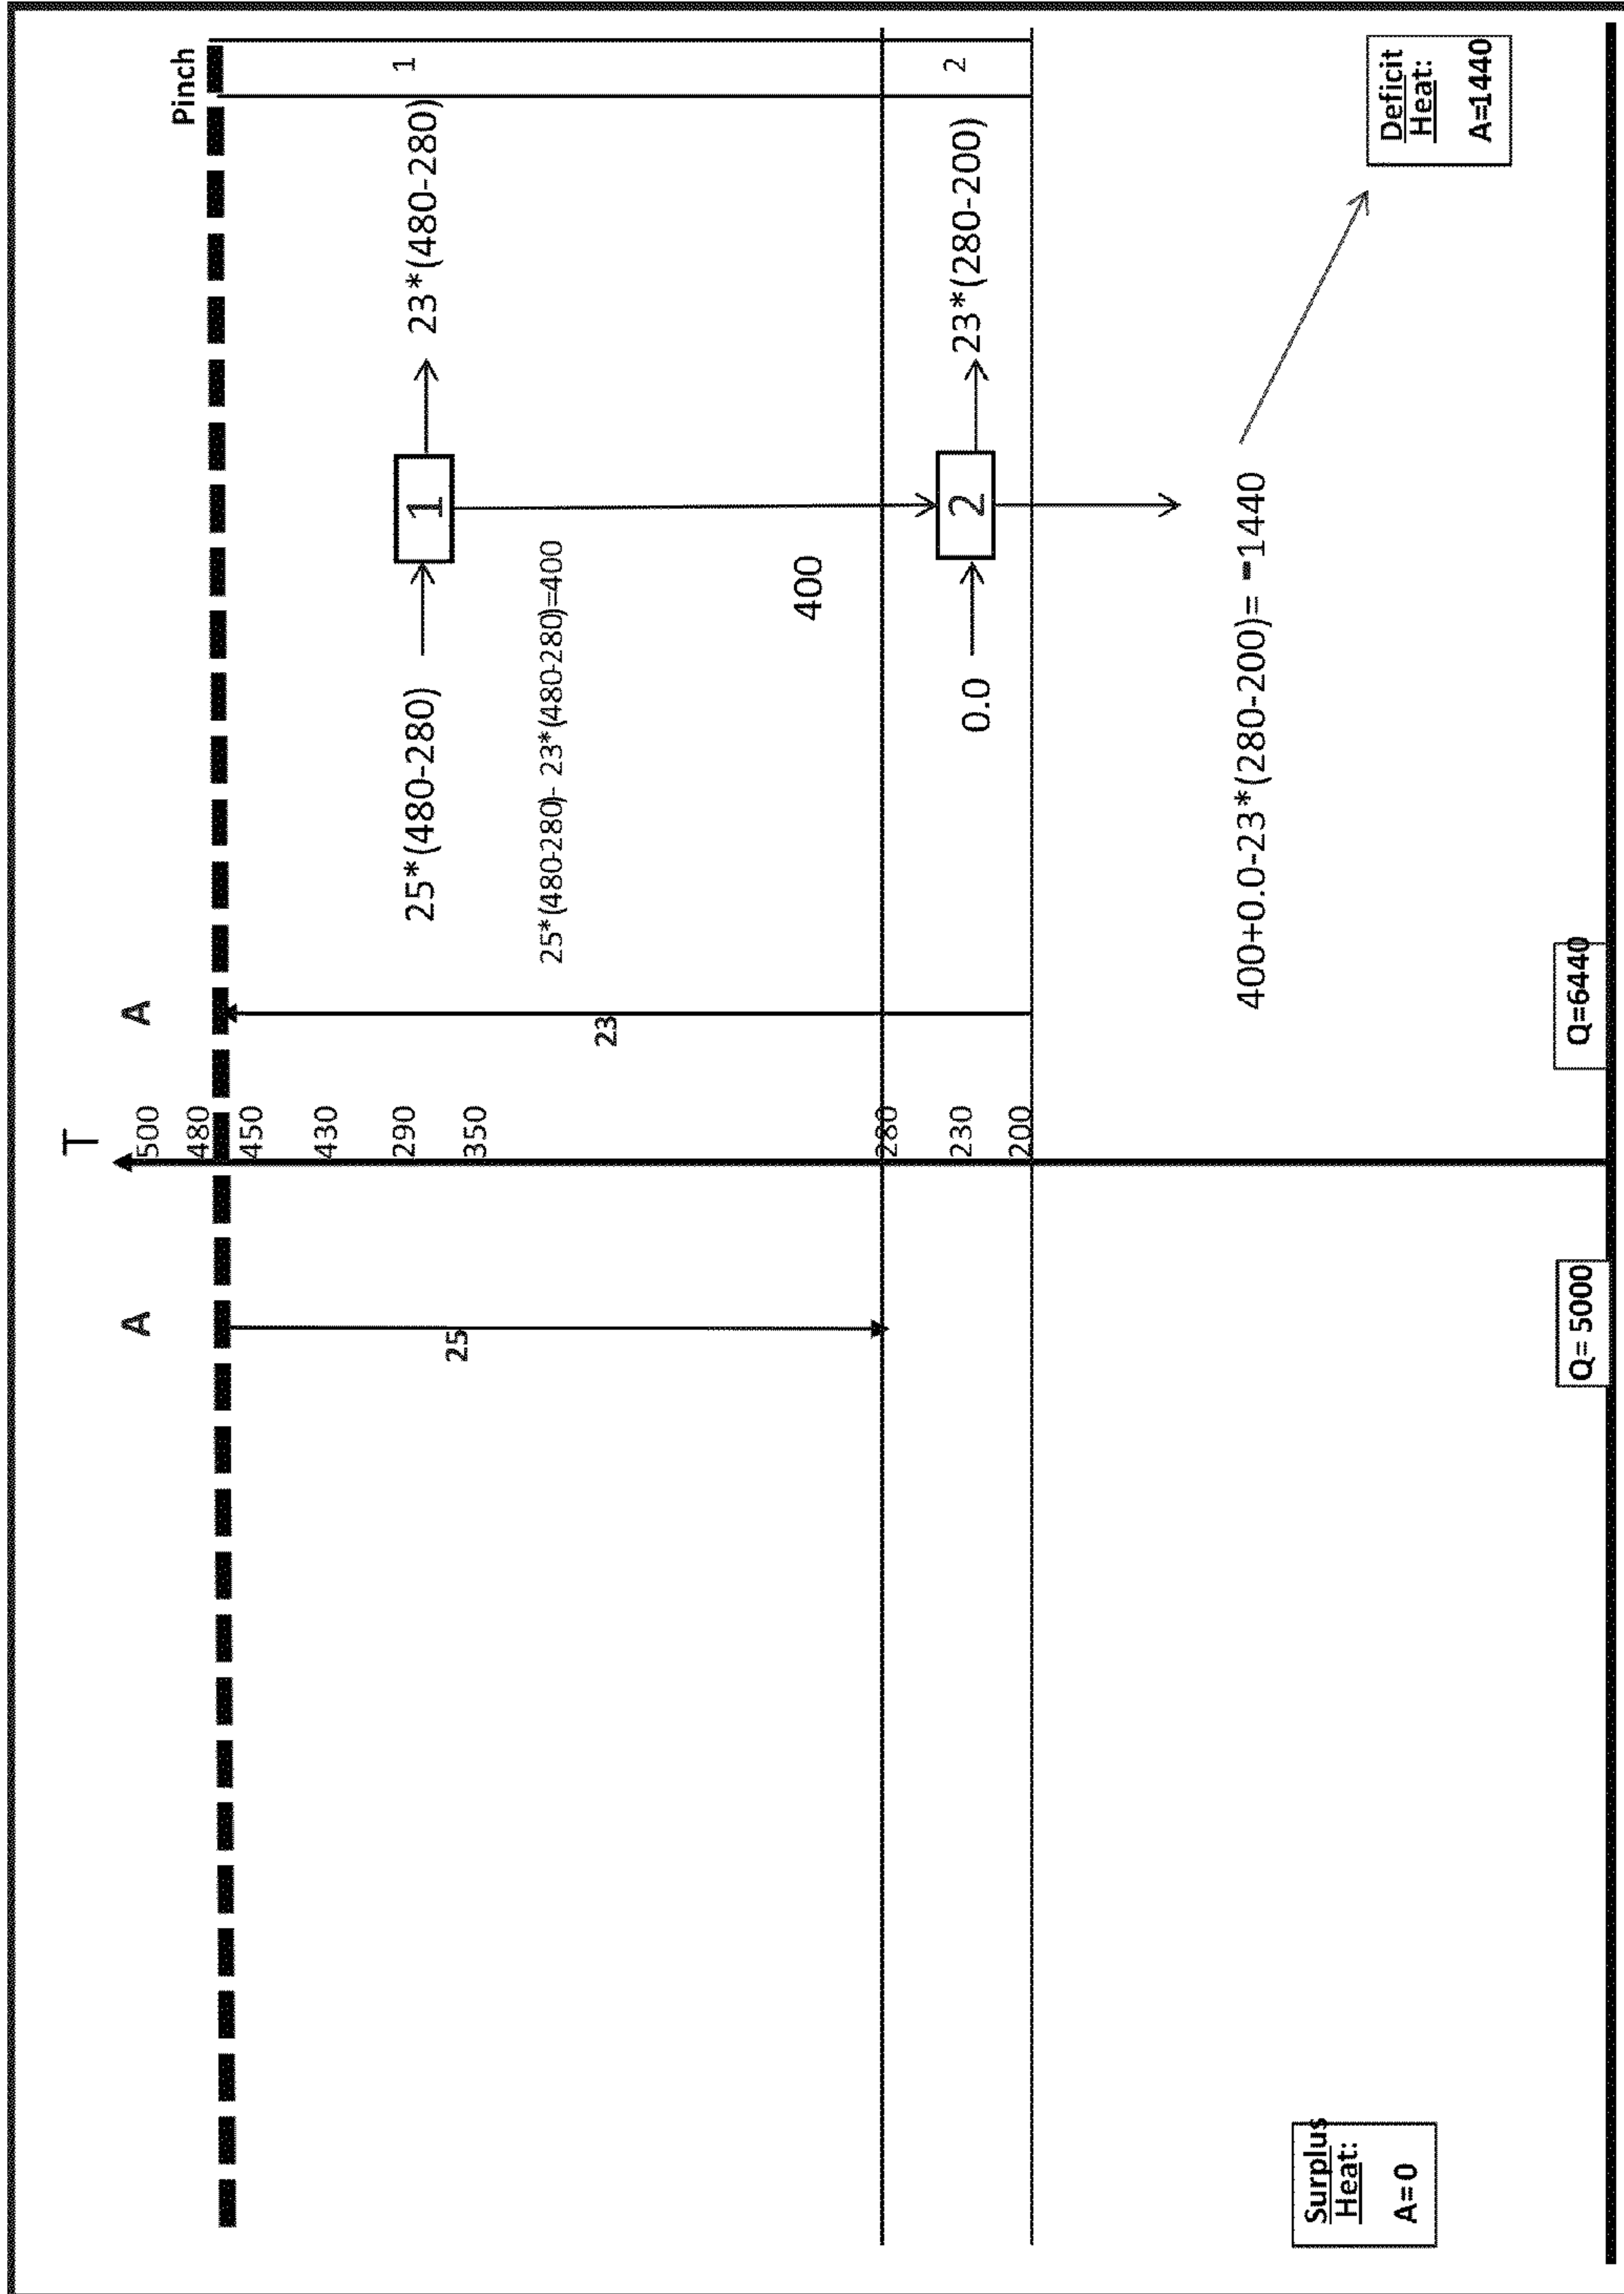 T
A
A
500
Pinch
480
450
430
290
1
25*(480-280)
1
23*(480-280)
25
350
25*(480-280)- 23*(480-280)=400
23
400
280
230
2
0.0
2
23*(280-200)
200
400+0.0-23*(280-200)= -1440
Surplus
Heat:
A=0
Deficit
Heat:
A=1440
Q= 5000
Q=6440